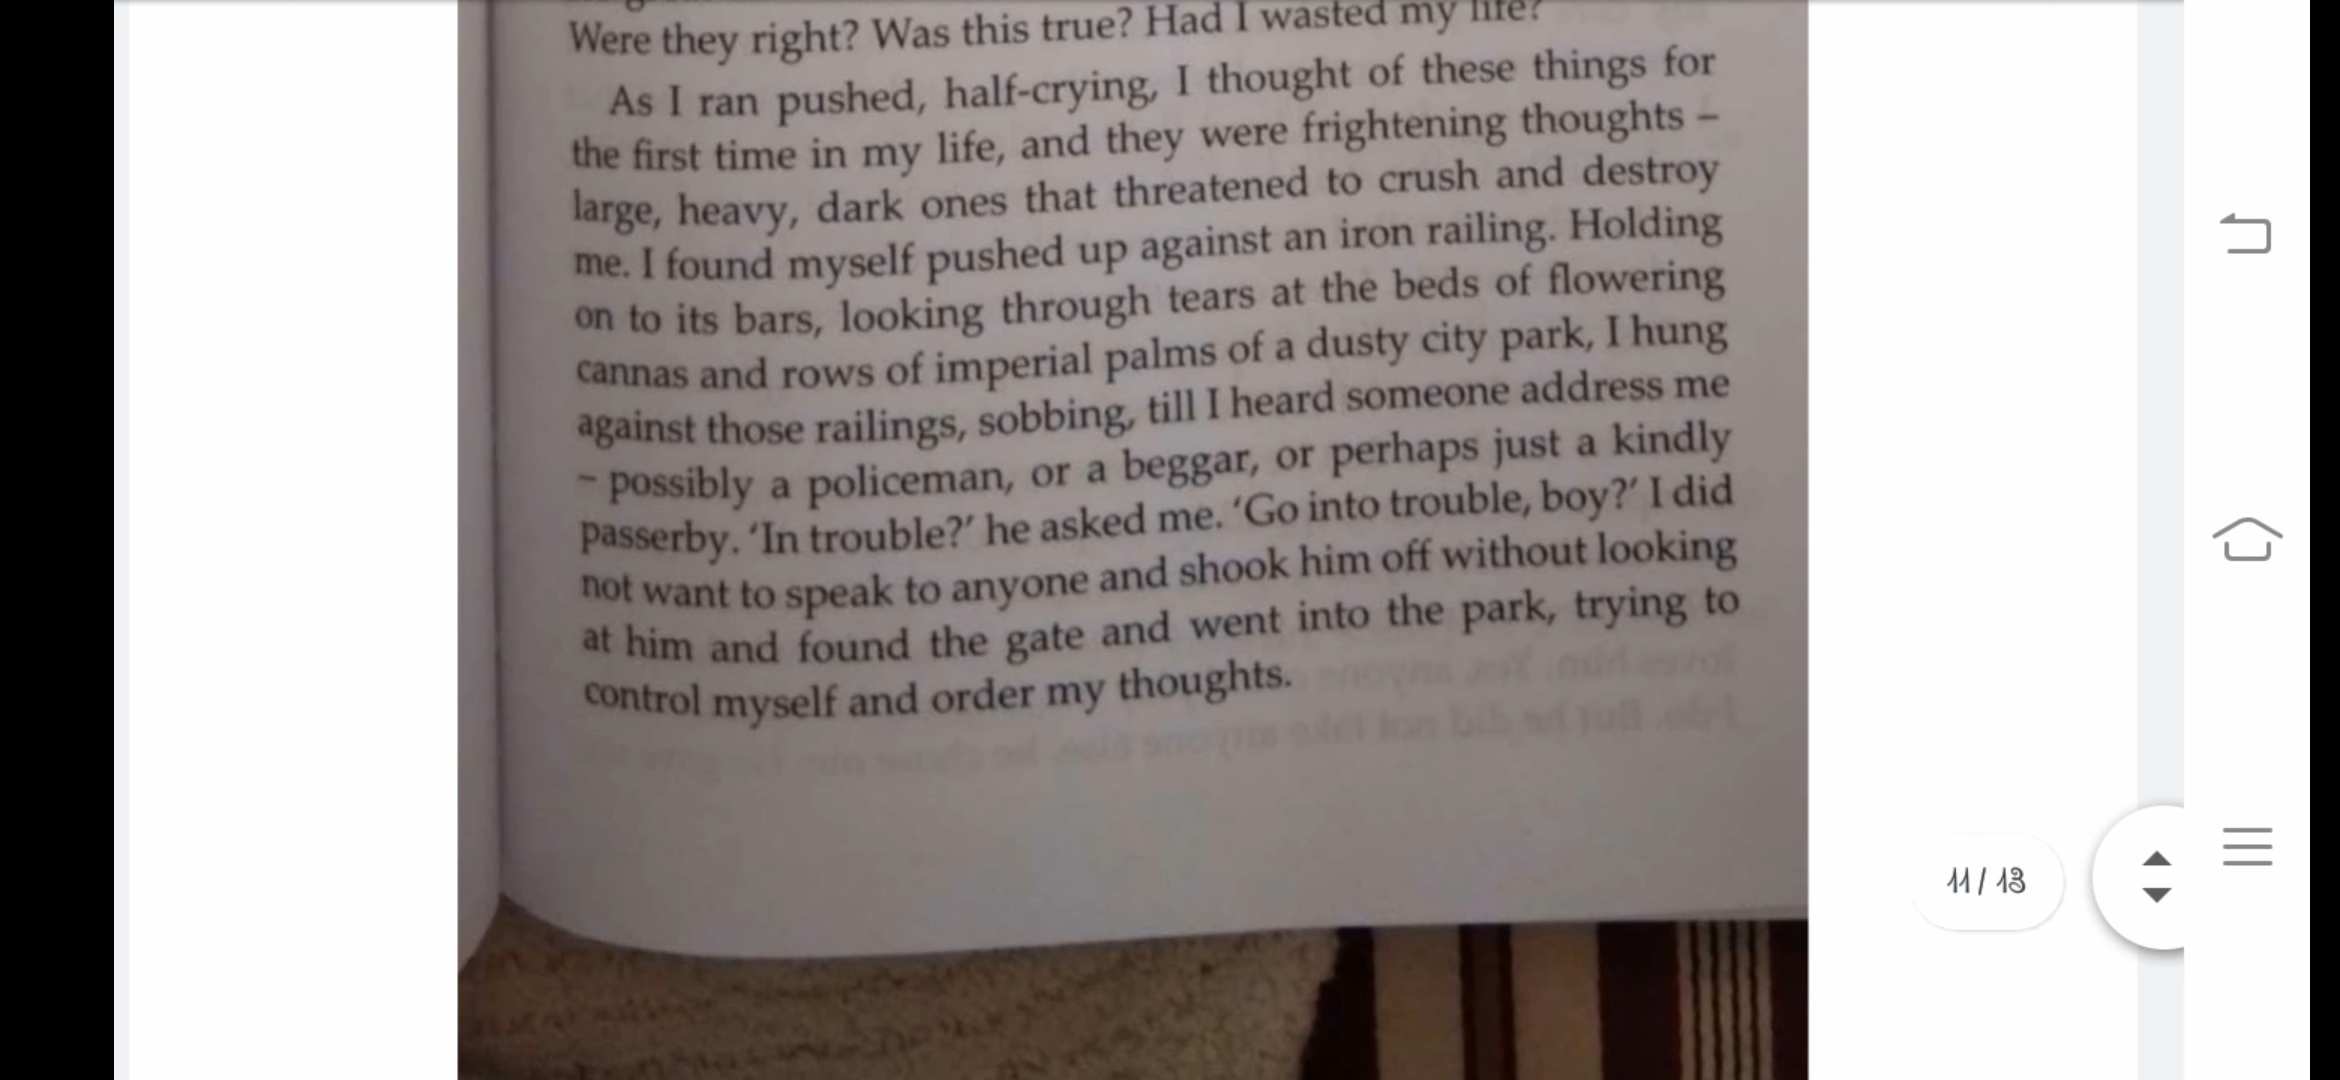 Were they right? Was this true? Had I wasted my life?
As I ran pushed, half-crying, I thought of these things for
the first time in my life, and they were frightening thoughts –
large, heavy, dark ones that threatened to crush and destroy
me. I found myself pushed up against an iron railing. Holding
on to its bars, looking through tears at the beds of flowering
cannas and rows of imperial palms of a dusty city park, I hung
against those railings, sobbing, till I heard someone address me
– possibly a policeman, or a beggar, or perhaps just a kindly
passerby. ‘In trouble?’ he asked me. ‘Go into trouble, boy?’ I did
not want to speak to anyone and shook him off without looking
at him and found the gate and went into the park, trying to
control myself and order my thoughts.
11 / 13